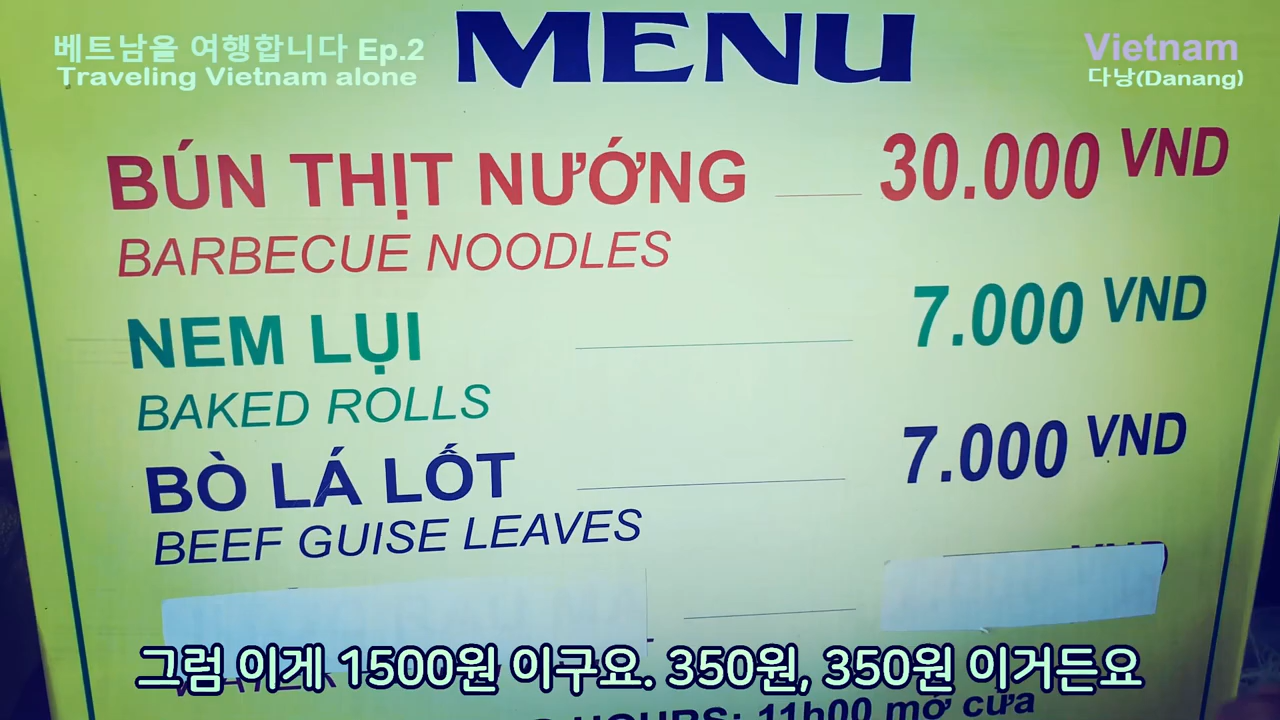 베트남을 여행합니다 Ep.2
Traveling Vietnam alone
MENU
Vietnam
다낭(Danang)
BÚN THỊT NƯỚNG 30.000 VND
BARBECUE NOODLES
NEM LỤI 7.000 VND
BAKED ROLLS
BÒ LÁ LỐT 7.000 VND
BEEF GUISE LEAVES
VND
그럼 이게 1500원 이구요. 350원, 350원 이거든요
HOURS: 11h00 mở cửa